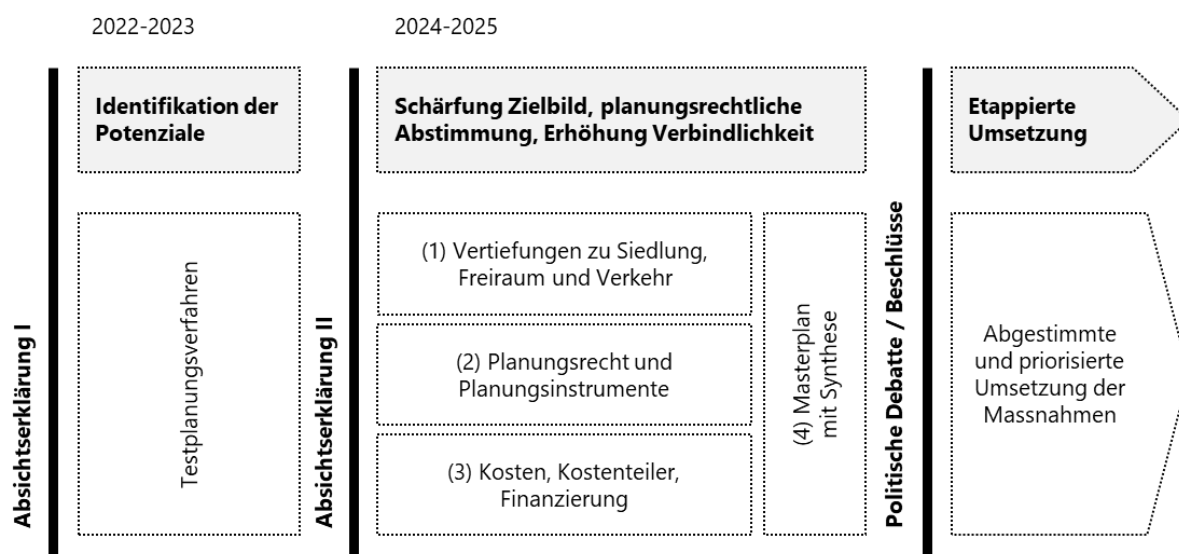 2022-2023
2024-2025
Absichtserklärung I
Identifikation der
Potenziale
Testplanungsverfahren
Absichtserklärung II
Schärfung Zielbild, planungsrechtliche
Abstimmung, Erhöhung Verbindlichkeit
(1) Vertiefungen zu Siedlung,
Freiraum und Verkehr
(2) Planungsrecht und
Planungsinstrumente
(3) Kosten, Kostenteiler,
Finanzierung
(4) Masterplan
mit Synthese
Politische Debatte / Beschlüsse
Etappierte
Umsetzung
Abgestimmte
und priorisierte
Umsetzung der
Massnahmen